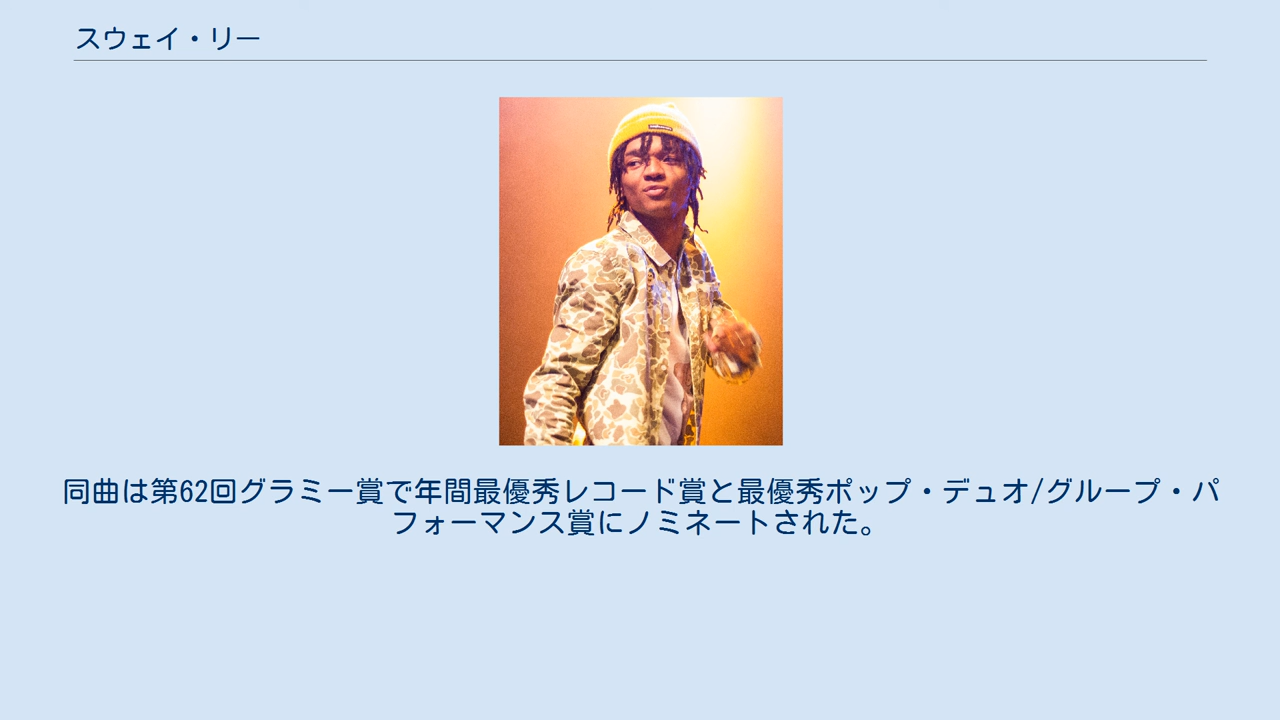 スウェイ・リー
同曲は第62回グラミー賞で年間最優秀レコード賞と最優秀ポップ・デュオ/グループ・パ
フォーマンス賞にノミネートされた。